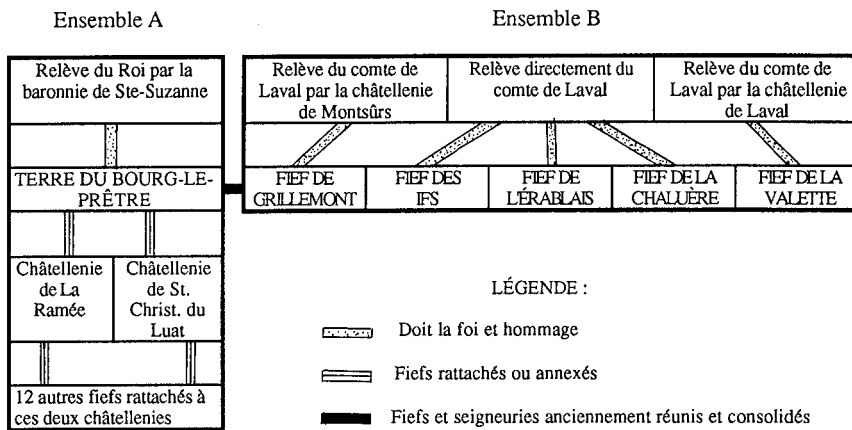 Ensemble A
Ensemble B
Relève du Roi par la
baronnie de Ste-Suzanne
Relève du comte de
Laval par la châtellenie
de Montsûrs
Relève directement du
comte de Laval
Relève du comte de
Laval par la châtellenie
de Laval
TERRE DU BOURG-LE-
PRÊTRE
FIEF DE
GRILLEMONT
FIEF DES
IFS
FIEF DE
L'ÉRABLAIS
FIEF DE LA
CHALUÈRE
FIEF DE LA
VALETTE
Châtellenie
de La
Ramée
Châtellenie
de St.
Christ. du
Luat
12 autres fiefs rattachés à
ces deux châtellenies
LÉGENDE :
Doit la foi et hommage
Fiefs rattachés ou annexés
Fiefs et seigneuries anciennement réunis et consolidés